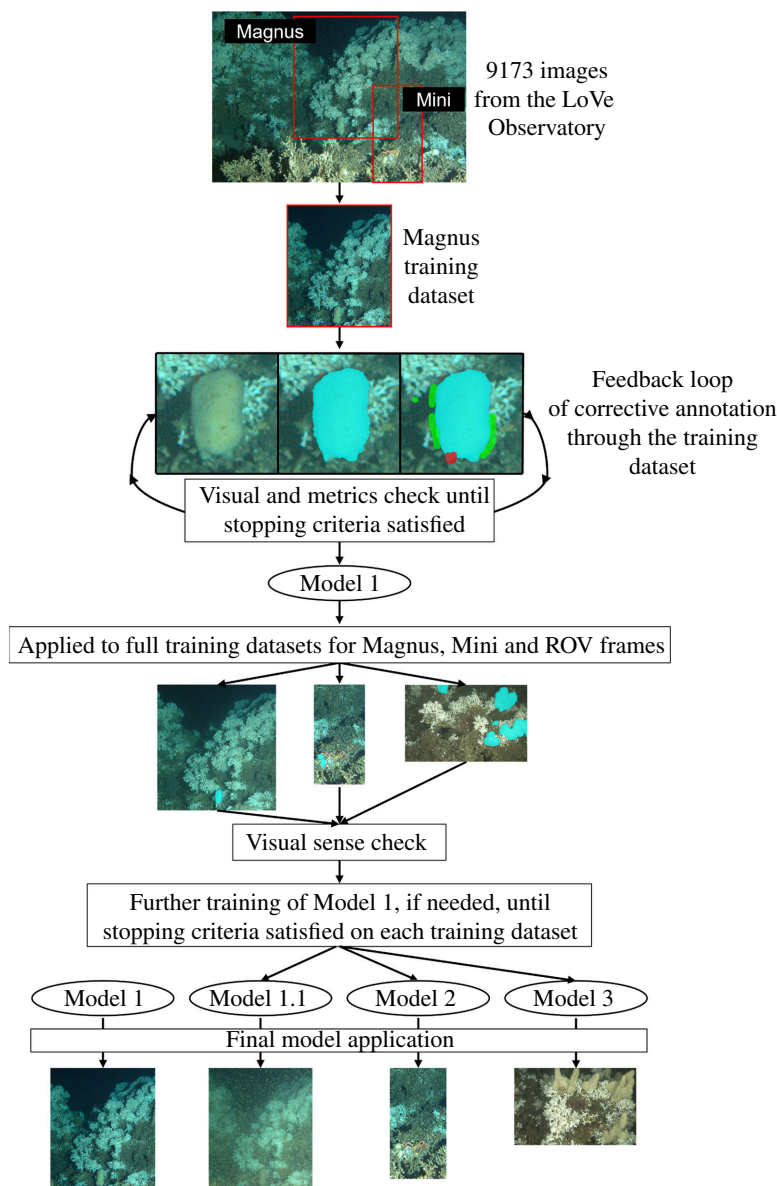 Magnus
Mini
9173 images
from the LoVe
Observatory
Magnus
training
dataset
Feedback loop
of corrective annotation
through the training
dataset
Visual and metrics check until
stopping criteria satisfied
Model 1
Applied to full training datasets for Magnus, Mini and ROV frames
Visual sense check
Further training of Model 1, if needed, until
stopping criteria satisfied on each training dataset
Model 1
Model 1.1
Model 2
Model 3
Final model application